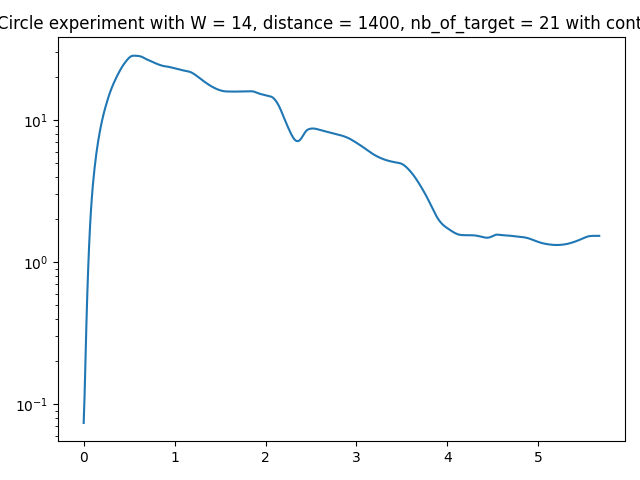 Circle experiment with W = 14, distance = 1400, nb_of_target = 21 with cont
10¹
10⁰
10⁻¹
0 1 2 3 4 5